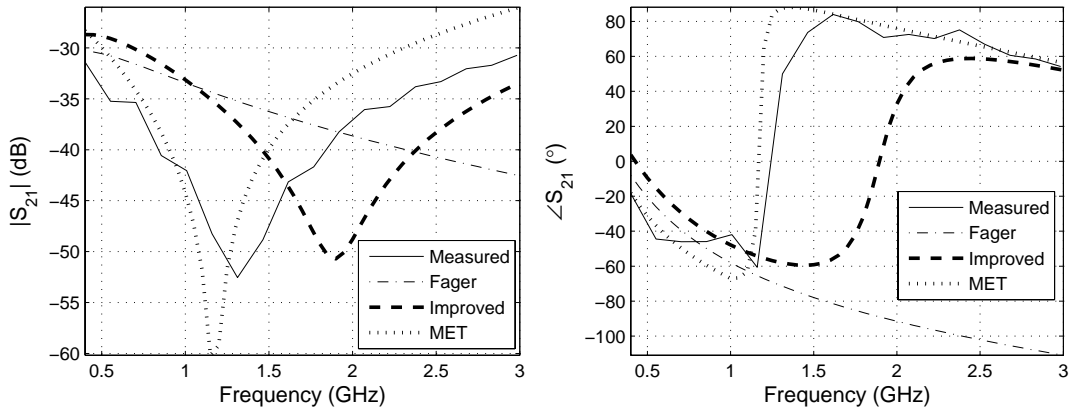 |S21| (dB)
−30
−35
−40
−45
−50
−55
−60
0.5 1 1.5 2 2.5 3
Frequency (GHz)
Measured
Fager
Improved
MET
∠S21 (°)
80
60
40
20
0
−20
−40
−60
−80
−100
0.5 1 1.5 2 2.5 3
Frequency (GHz)
Measured
Fager
Improved
MET